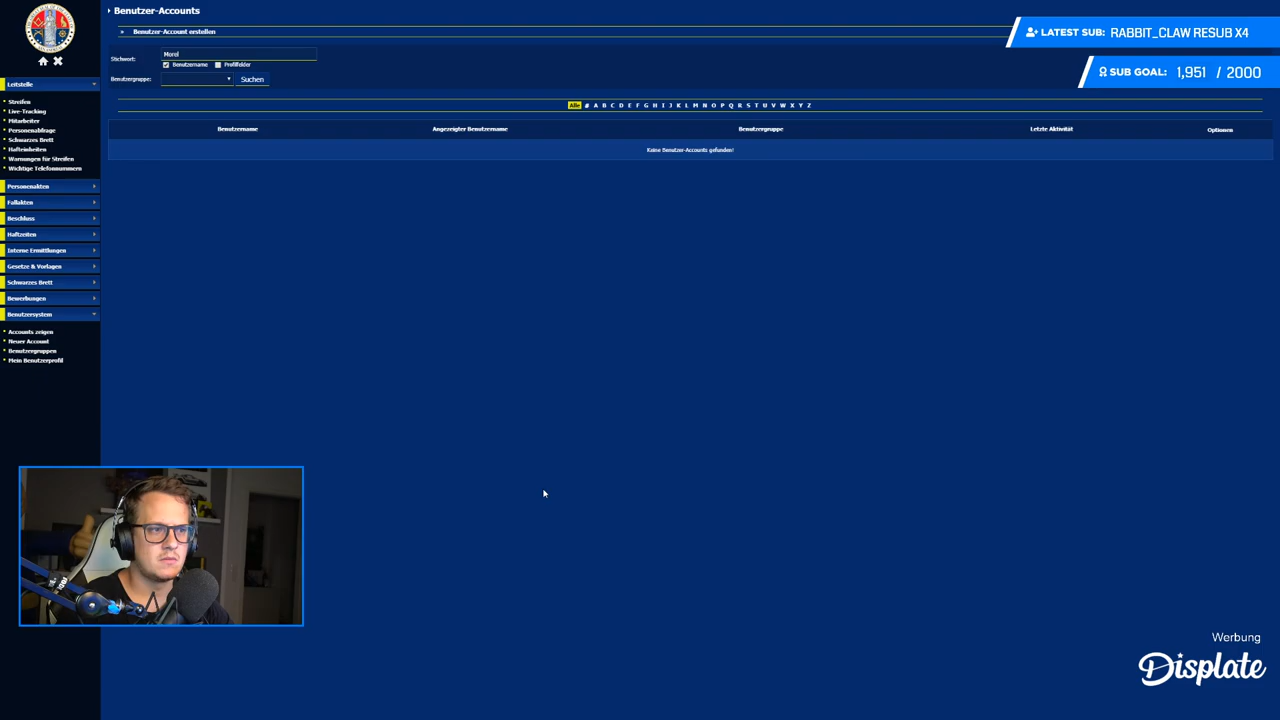 Benutzer-Accounts
» Benutzer-Account erstellen
LATEST SUB: RABBIT_CLAW RESUB X4
SUB GOAL: 1,951 / 2000
Stichwort: Morel
Benutzername Profilfelder
Benutzergruppe: Suchen
Alle # A B C D E F G H I J K L M N O P Q R S T U V W X Y Z
Benutzername Angezeigter Benutzername Benutzergruppe Letzte Aktivität Optionen
Keine Benutzer-Accounts gefunden!
Leitstelle
Streifen
Live-Tracking
Mitarbeiter
Personenabfrage
Schwarzes Brett
Hafteinheiten
Warnungen für Streifen
Wichtige Telefonnummern
Personenakten
Fallakten
Beschluss
Haftzeiten
Interne Ermittlungen
Gesetze & Vorlagen
Schwarzes Brett
Bewerbungen
Benutzersystem
Accounts zeigen
Neuer Account
Benutzergruppen
Mein Benutzerprofil
Werbung
Displate